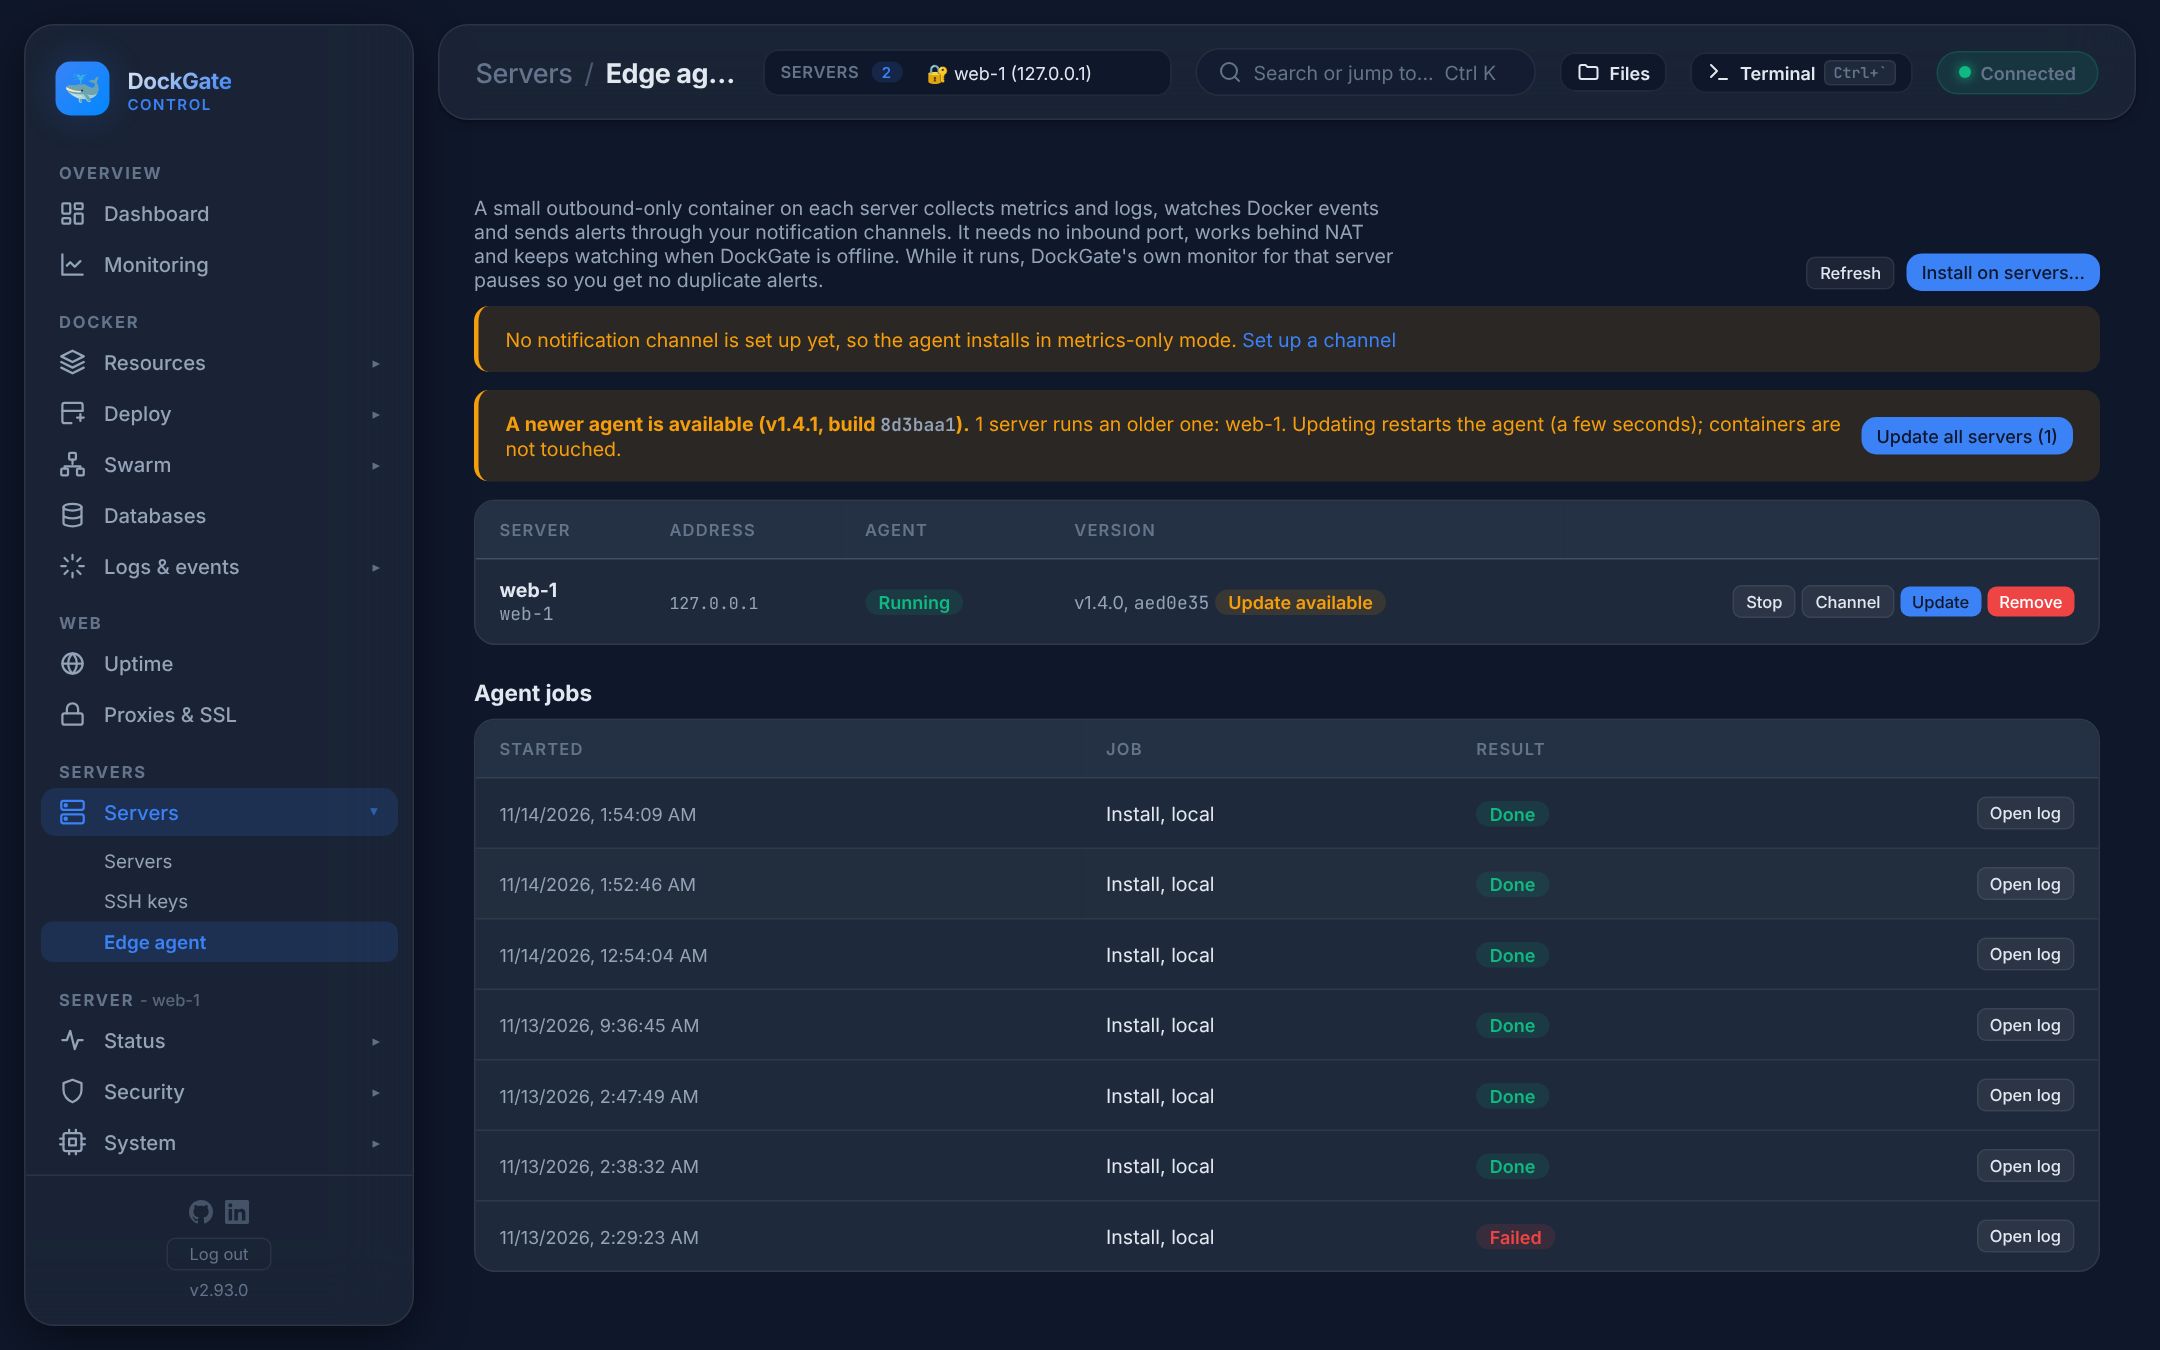 DockGate
CONTROL
OVERVIEW
Dashboard
Monitoring
DOCKER
Resources
Deploy
Swarm
Databases
Logs & events
WEB
Uptime
Proxies & SSL
SERVERS
Servers
Servers
SSH keys
Edge agent
SERVER - web-1
Status
Security
System
Log out
v2.93.0
Servers / Edge ag...
SERVERS 2 web-1 (127.0.0.1)
Search or jump to... Ctrl K
Files
Terminal Ctrl+`
Connected
A small outbound-only container on each server collects metrics and logs, watches Docker events
and sends alerts through your notification channels. It needs no inbound port, works behind NAT
and keeps watching when DockGate is offline. While it runs, DockGate's own monitor for that server
pauses so you get no duplicate alerts.
Refresh
Install on servers...
No notification channel is set up yet, so the agent installs in metrics-only mode. Set up a channel
A newer agent is available (v1.4.1, build 8d3baa1). 1 server runs an older one: web-1. Updating restarts the agent (a few seconds); containers are
not touched.
Update all servers (1)
SERVER ADDRESS AGENT VERSION
web-1
web-1
127.0.0.1
Running
v1.4.0, aed0e35 Update available
Stop Channel Update Remove
Agent jobs
STARTED JOB RESULT
11/14/2026, 1:54:09 AM Install, local Done Open log
11/14/2026, 1:52:46 AM Install, local Done Open log
11/14/2026, 12:54:04 AM Install, local Done Open log
11/13/2026, 9:36:45 AM Install, local Done Open log
11/13/2026, 2:47:49 AM Install, local Done Open log
11/13/2026, 2:38:32 AM Install, local Done Open log
11/13/2026, 2:29:23 AM Install, local Failed Open log